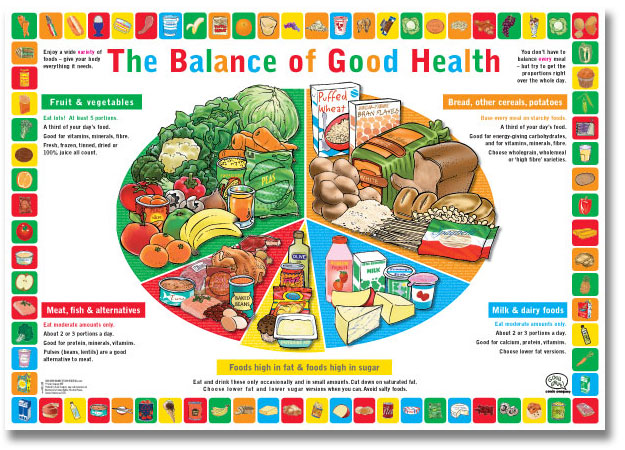 Enjoy a wide variety of
foods – give your body
everything it needs.
The Balance of Good Health
You don't have to
balance every meal
– but try to get the
proportions right
over the whole day.
Fruit & vegetables
Eat lots! At least 5 portions.
A third of your day's food.
Good for vitamins, minerals, fibre.
Fresh, frozen, tinned, dried or
100% juice all count.
Bread, other cereals, potatoes
Base every meal on starchy foods.
A third of your day's food.
Good for energy-giving carbohydrates,
and for vitamins, minerals, fibre.
Choose wholegrain, wholemeal
or 'high fibre' varieties.
Puffed
Wheat
BRAN FLAKES
PEAS
OLIVE
BAKED
BEANS
MILK
Meat, fish & alternatives
Eat moderate amounts only.
About 2 or 3 portions a day.
Good for protein, minerals, vitamins.
Pulses (beans, lentils) are a good
alternative to meat.
Milk & dairy foods
Eat moderate amounts only.
About 2 or 3 portions a day.
Good for calcium, protein, vitamins.
Choose lower fat versions.
Foods high in fat & foods high in sugar
Eat and drink these only occasionally and in small amounts. Cut down on saturated fat.
Choose lower fat and lower sugar versions when you can. Avoid salty foods.